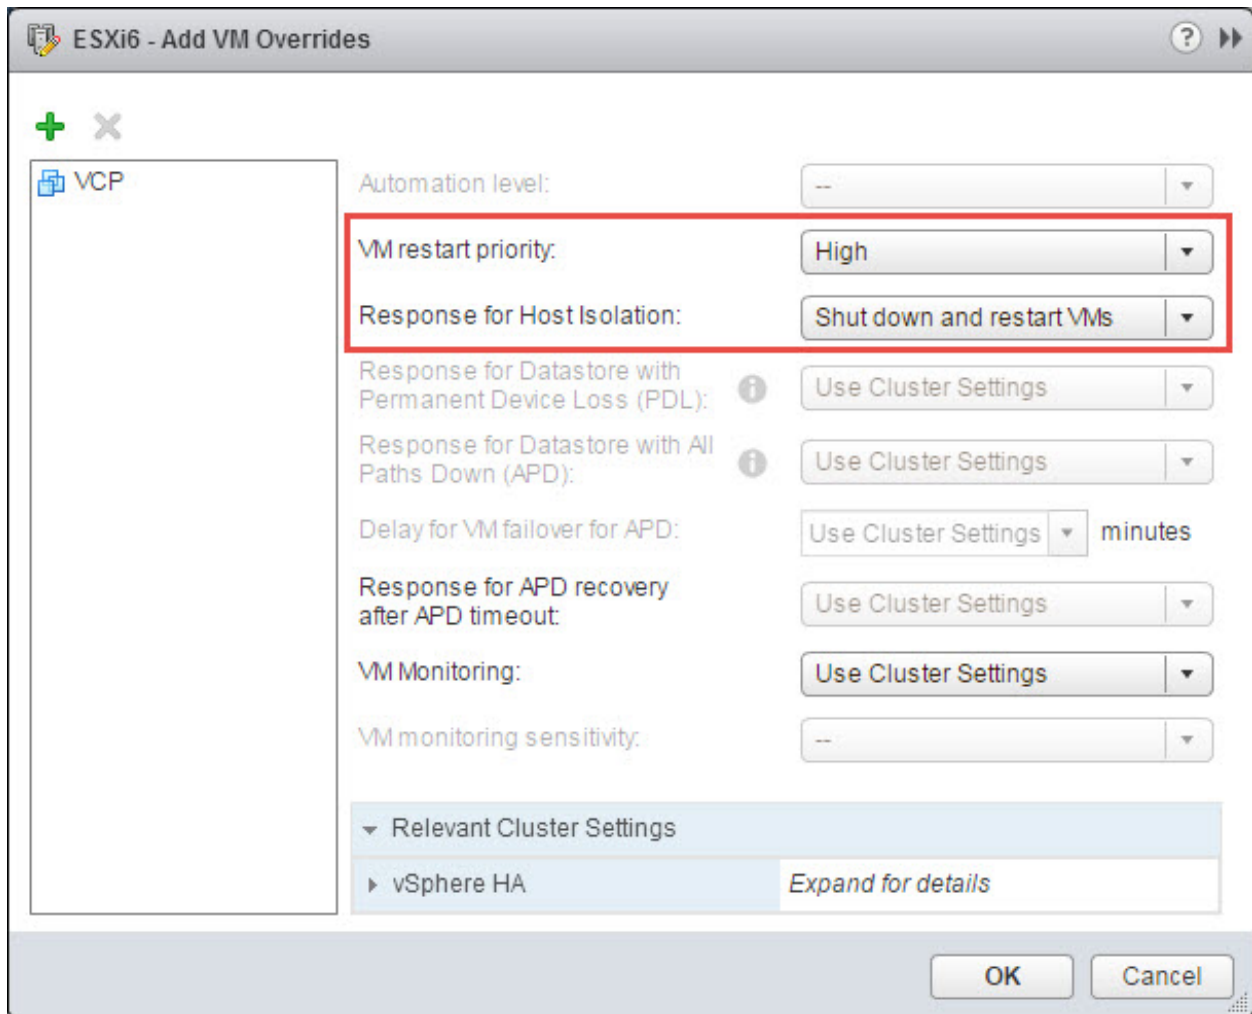 ESXi6 - Add VM Overrides
?
VCP
Automation level: --
VM restart priority: High
Response for Host Isolation: Shut down and restart VMs
Response for Datastore with
Permanent Device Loss (PDL): Use Cluster Settings
Response for Datastore with All
Paths Down (APD): Use Cluster Settings
Delay for VM failover for APD: Use Cluster Settings minutes
Response for APD recovery
after APD timeout: Use Cluster Settings
VM Monitoring: Use Cluster Settings
VM monitoring sensitivity: --
Relevant Cluster Settings
vSphere HA Expand for details
OK Cancel